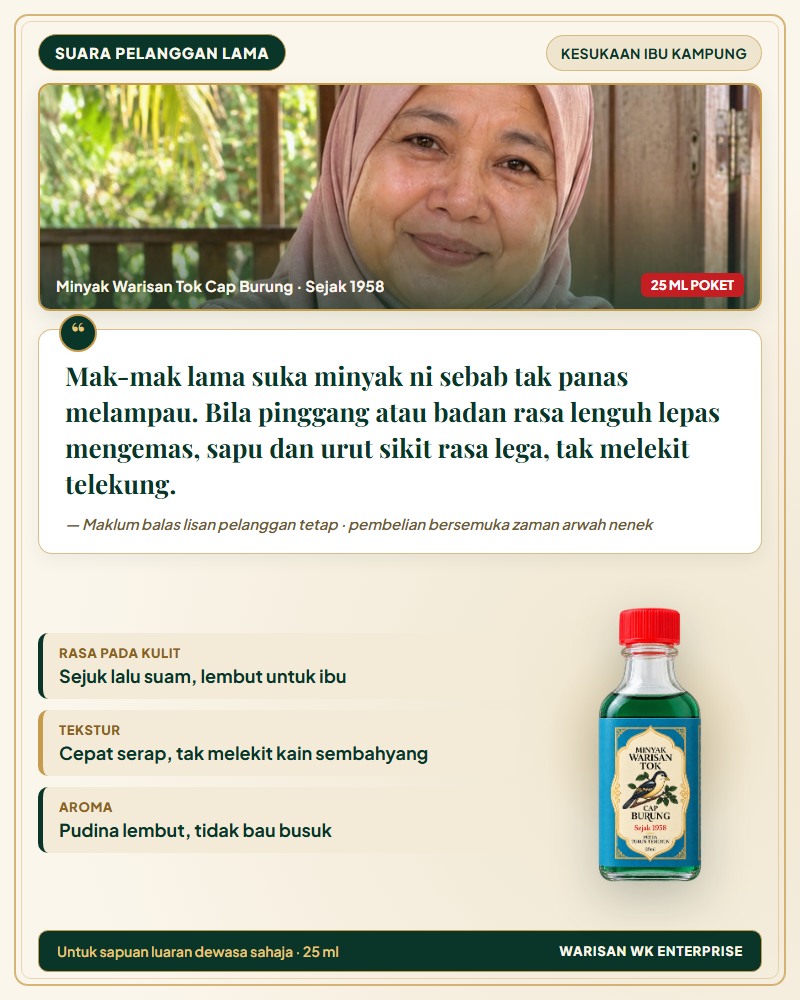 SUARA PELANGGAN LAMA
KESUKAAN IBU KAMPUNG
Minyak Warisan Tok Cap Burung · Sejak 1958
25 ML POKET
“
Mak-mak lama suka minyak ni sebab tak panas
melampau. Bila pinggang atau badan rasa lenguh lepas
mengemas, sapu dan urut sikit rasa lega, tak melekit
telekung.
— Maklum balas lisan pelanggan tetap · pembelian bersemuka zaman arwah nenek
RASA PADA KULIT
Sejuk lalu suam, lembut untuk ibu
TEKSTUR
Cepat serap, tak melekit kain sembahyang
AROMA
Pudina lembut, tidak bau busuk
MINYAK
WARISAN
TOK
CAP
BURUNG
Sejak 1958
Untuk sapuan luaran dewasa sahaja · 25 ml
WARISAN WK ENTERPRISE